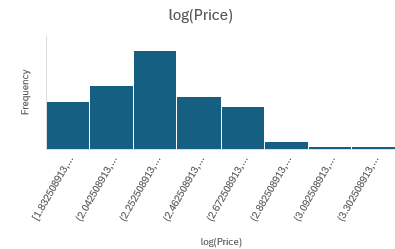 log(Price)
Frequency
[1.832508913,...
(2.042508913,...
(2.252508913,...
(2.462508913,...
(2.672508913,...
(2.882508913,...
(3.092508913,...
(3.302508913,...
log(Price)